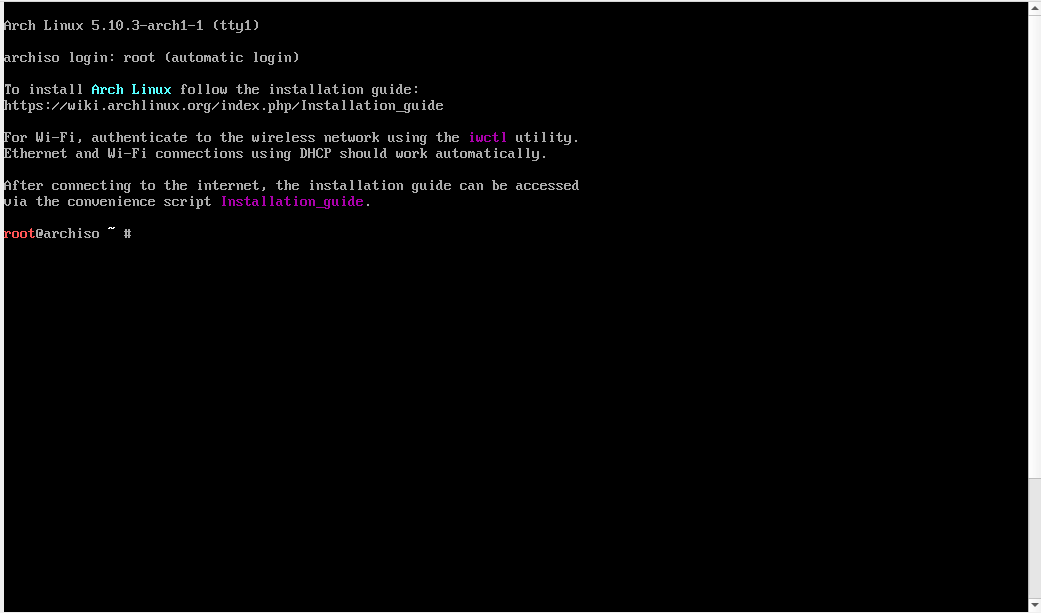 Arch Linux 5.10.3-arch1-1 (tty1)
archiso login: root (automatic login)
To install Arch Linux follow the installation guide:
https://wiki.archlinux.org/index.php/Installation_guide
For Wi-Fi, authenticate to the wireless network using the iwctl utility.
Ethernet and Wi-Fi connections using DHCP should work automatically.
After connecting to the internet, the installation guide can be accessed
via the convenience script Installation_guide.
root@archiso ~ #